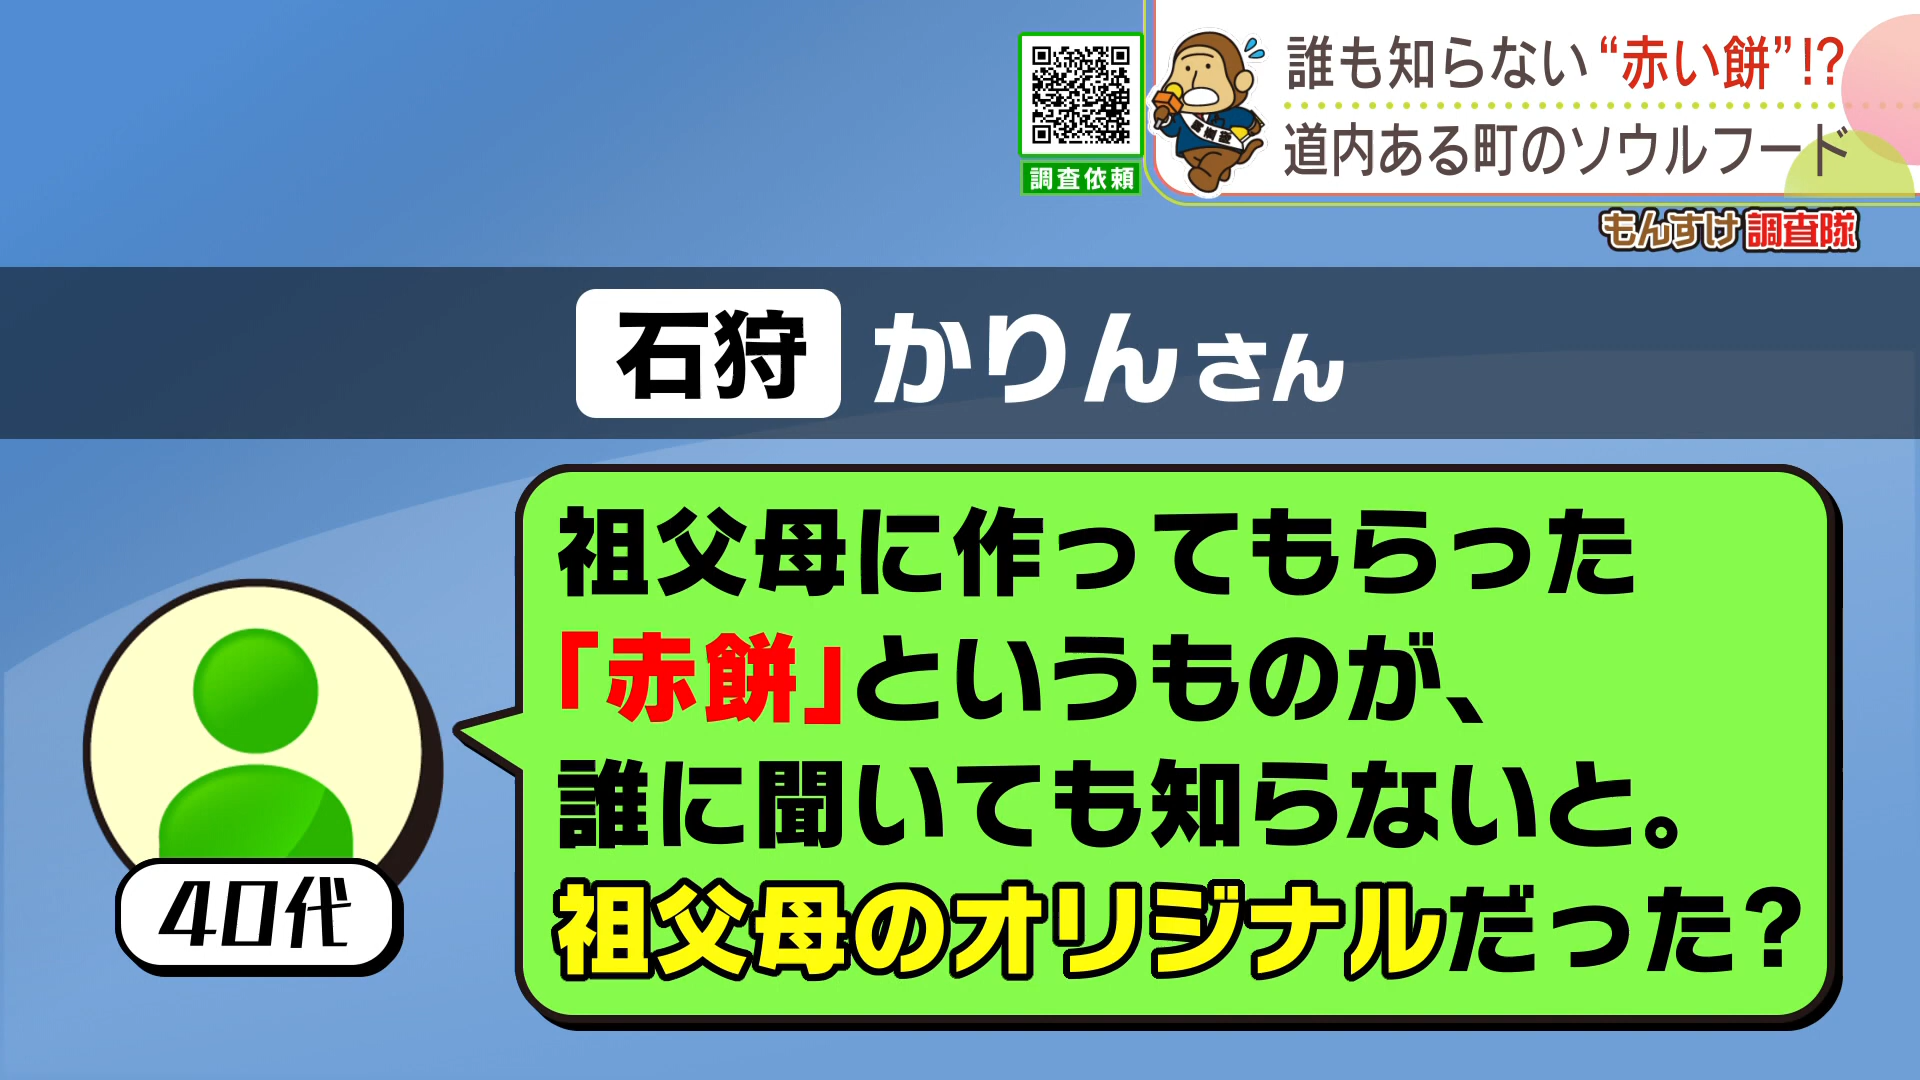 誰も知らない“赤い餅”!?
道内ある町のソウルフード
調査依頼
もんすけ調査隊
石狩 かりんさん
祖父母に作ってもらった
「赤餅」というものが、
誰に聞いても知らないと。
祖父母のオリジナルだった?
40代